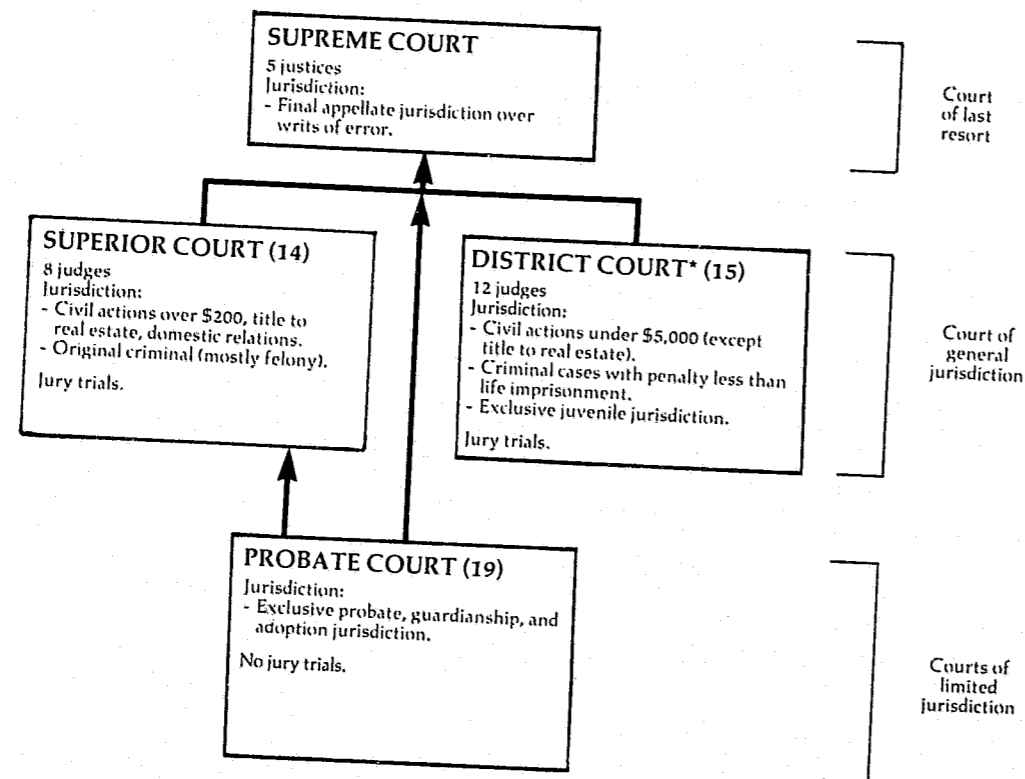 SUPREME COURT
5 justices
Jurisdiction:
- Final appellate jurisdiction over
writs of error.
Court
of last
resort
SUPERIOR COURT (14)
8 judges
Jurisdiction:
- Civil actions over $200, title to
real estate, domestic relations.
- Original criminal (mostly felony).
Jury trials.
DISTRICT COURT* (15)
12 judges
Jurisdiction:
- Civil actions under $5,000 (except
title to real estate).
- Criminal cases with penalty less than
life imprisonment.
- Exclusive juvenile jurisdiction.
Jury trials.
Court of
general
jurisdiction
PROBATE COURT (19)
Jurisdiction:
- Exclusive probate, guardianship, and
adoption jurisdiction.
No jury trials.
Courts of
limited
jurisdiction